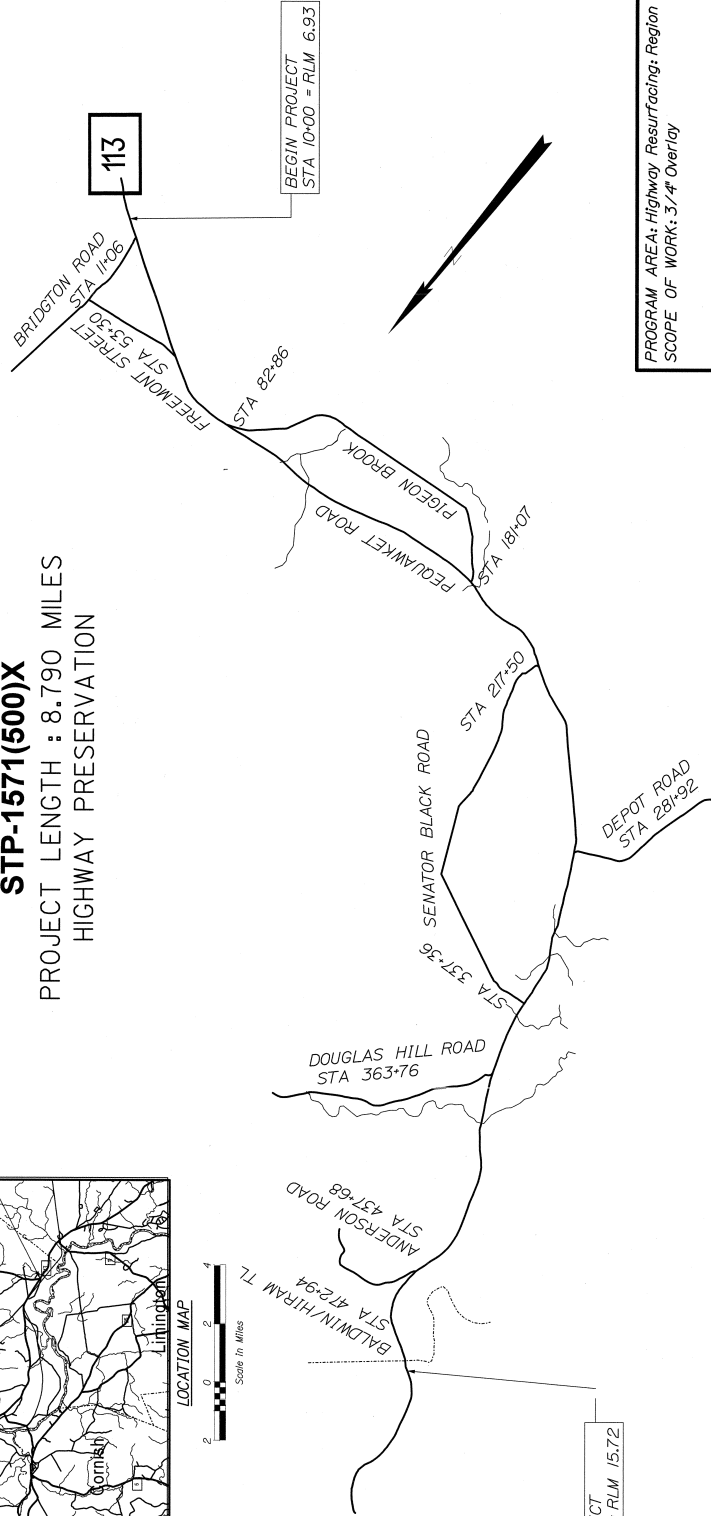 STP-1571(500)X
PROJECT LENGTH : 8.790 MILES
HIGHWAY PRESERVATION
113
BEGIN PROJECT
STA 10+00 = RLM 6.93
BRIDGTON ROAD
STA 11+06
FREEMONT STREET
STA 53+30
STA 82+86
PIGEON BROOK
PEQUAWKET ROAD
STA 181+07
N
STA 217+50
SENATOR BLACK ROAD
STA 337+36
DEPOT ROAD
STA 281+92
DOUGLAS HILL ROAD
STA 363+76
ANDERSON ROAD
STA 437+68
BALDWIN/HIRAM TL
STA 472+94
CT
RLM 15.72
PROGRAM AREA: Highway Resurfacing: Region
SCOPE OF WORK: 3/4" Overlay
Limington
Cornish
LOCATION MAP
2 0 2 4
Scale in Miles